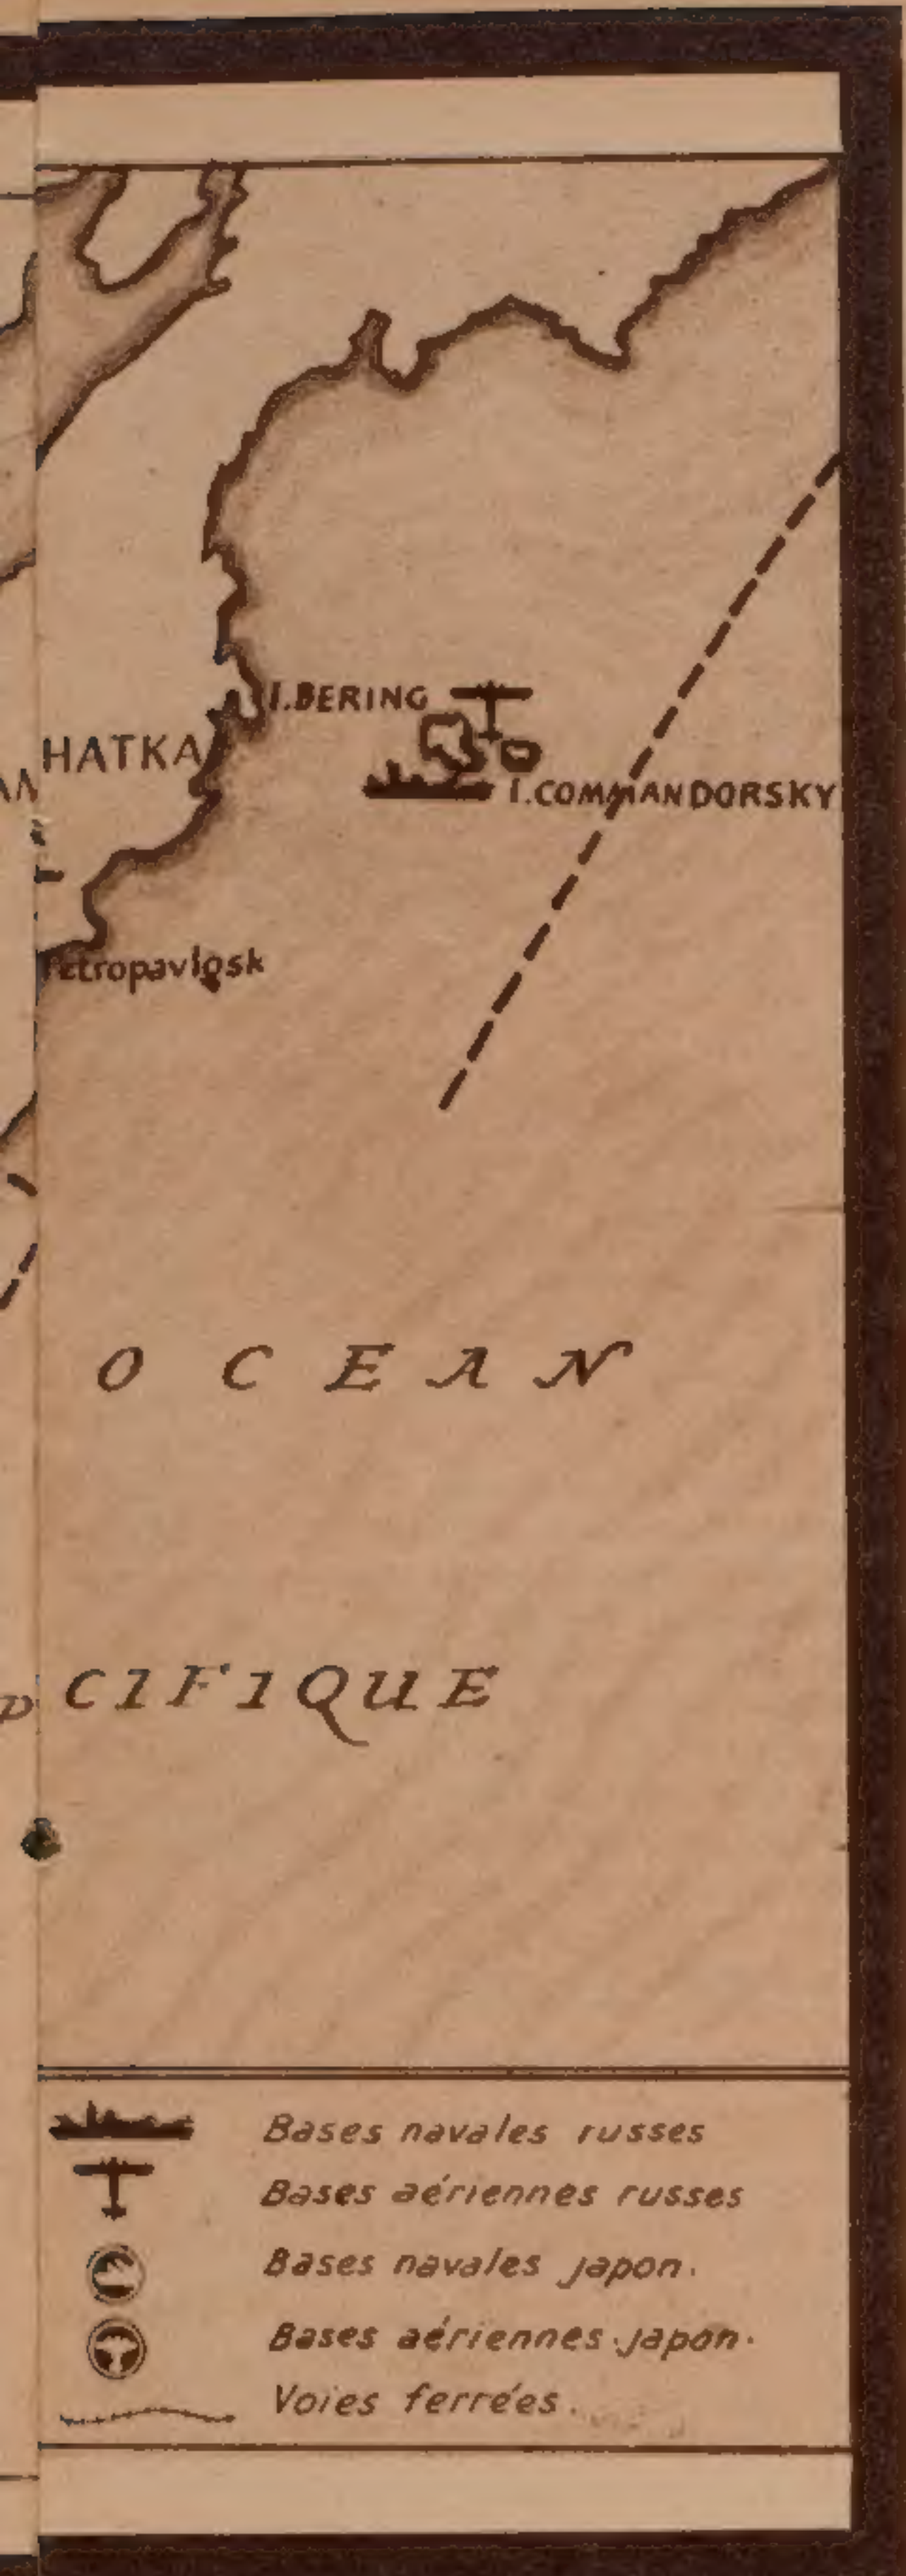 I.BERING
HATKA
I.COMMANDORSKY
Petropavlosk
OCEAN
CIFIQUE
Bases navales russes
Bases aériennes russes
Bases navales japon.
Bases aériennes japon.
Voies ferrées.